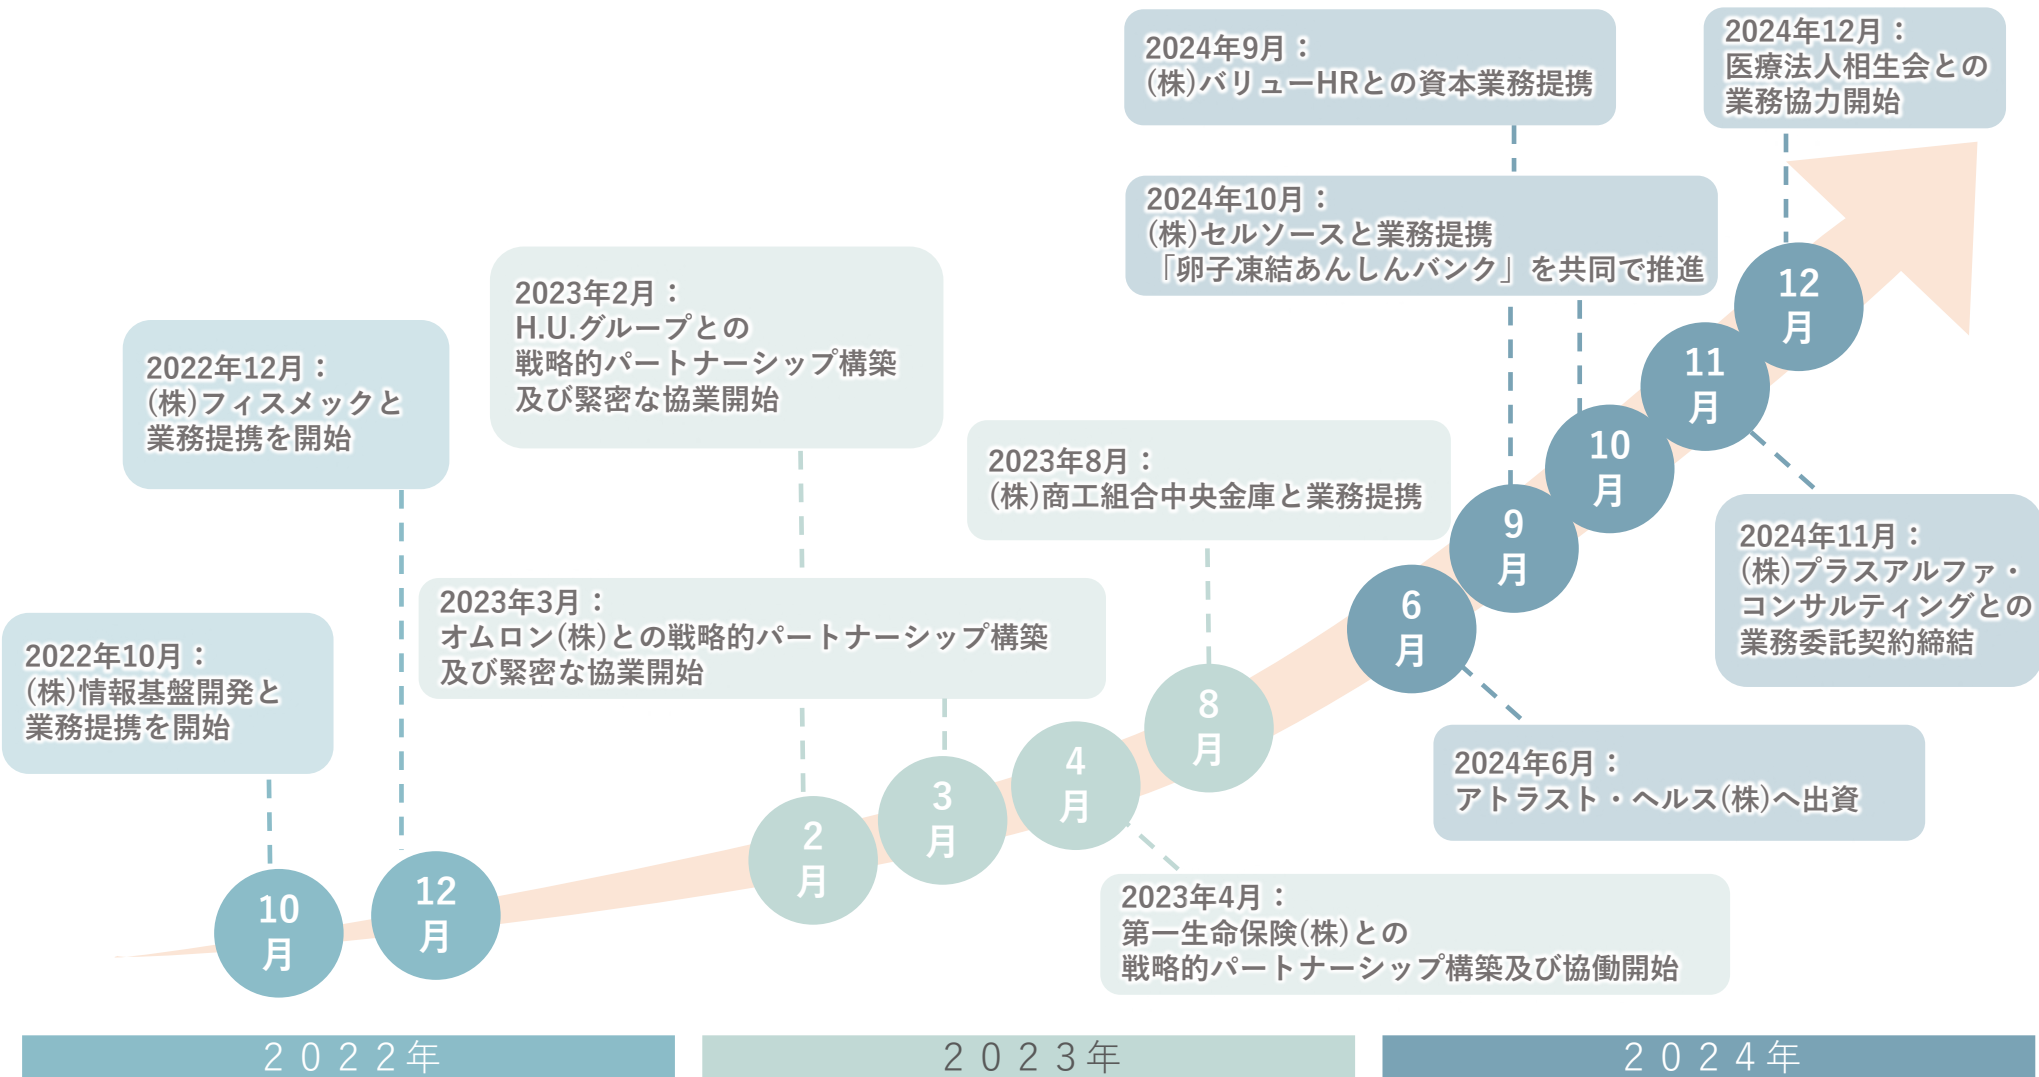 2022年10月：
(株)情報基盤開発と
業務提携を開始
2022年12月：
(株)フィスメックと
業務提携を開始
2023年2月：
H.U.グループとの
戦略的パートナーシップ構築
及び緊密な協業開始
2023年3月：
オムロン(株)との戦略的パートナーシップ構築
及び緊密な協業開始
2023年4月：
第一生命保険(株)との
戦略的パートナーシップ構築及び協働開始
2023年8月：
(株)商工組合中央金庫と業務提携
2024年6月：
アトラスト・ヘルス(株)へ出資
2024年9月：
(株)バリューHRとの資本業務提携
2024年10月：
(株)セルソースと業務提携
「卵子凍結あんしんバンク」を共同で推進
2024年11月：
(株)プラスアルファ・
コンサルティングとの
業務委託契約締結
2024年12月：
医療法人相生会との
業務協力開始
10
月
12
月
2
月
3
月
4
月
8
月
6
月
9
月
10
月
11
月
12
月
２０２２年
２０２３年
２０２４年